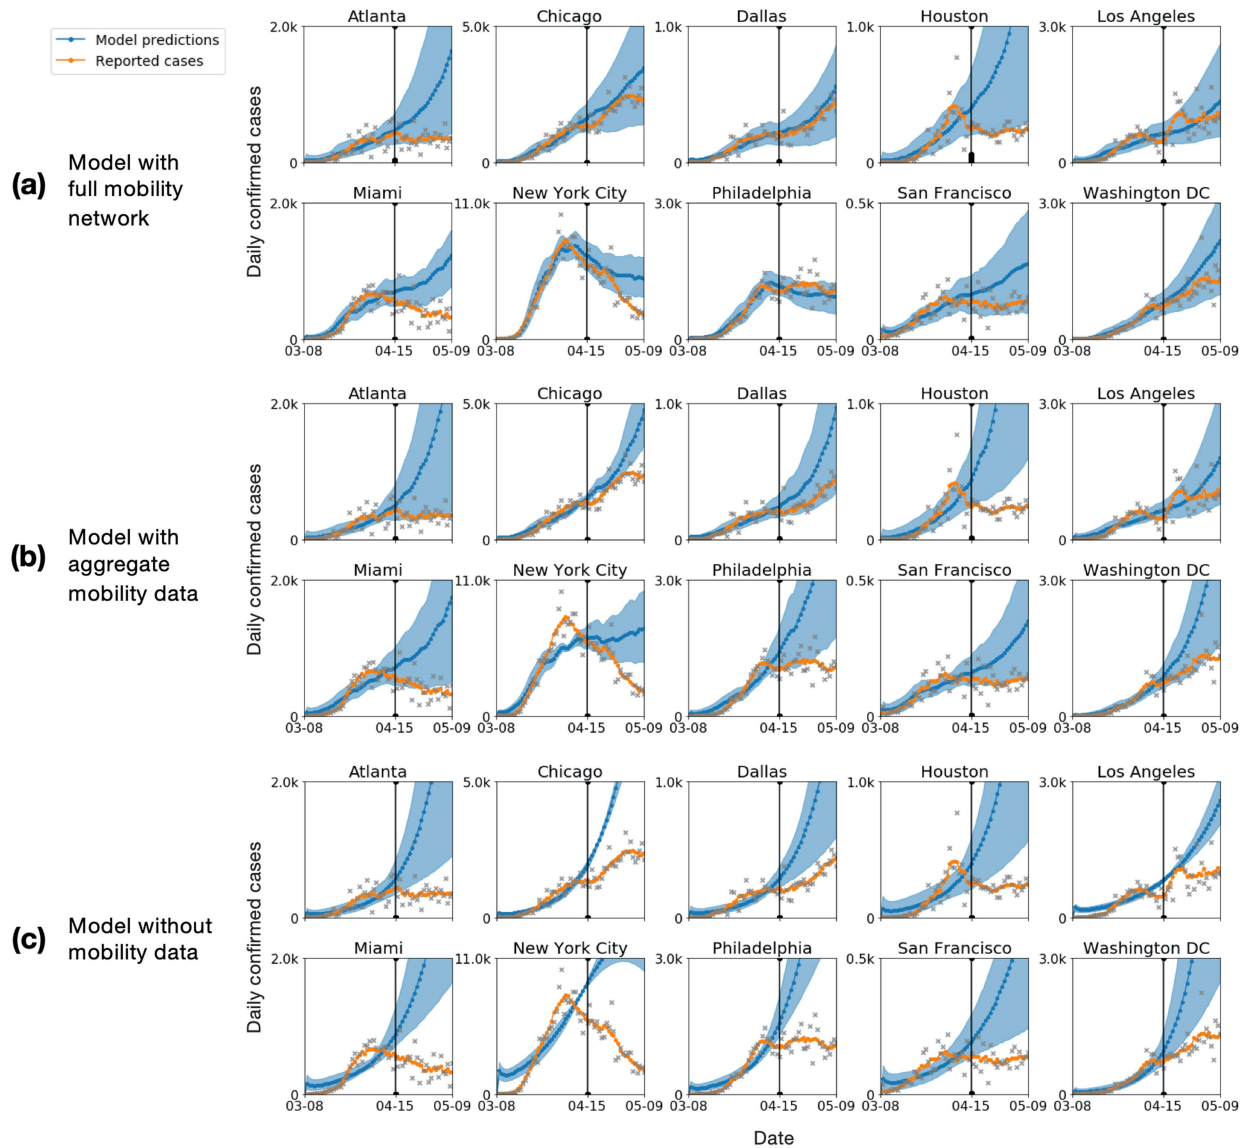 Model predictions
Reported cases
(a)
Model with
full mobility
network
Daily confirmed cases
Atlanta
Chicago
Dallas
Houston
Los Angeles
2.0k
0
5.0k
0
1.0k
0
1.0k
0
3.0k
0
Miami
New York City
Philadelphia
San Francisco
Washington DC
2.0k
0
11.0k
0
3.0k
0
0.5k
0
3.0k
0
03-08 04-15 05-09
03-08 04-15 05-09
03-08 04-15 05-09
03-08 04-15 05-09
03-08 04-15 05-09
(b)
Model with
aggregate
mobility data
Daily confirmed cases
Atlanta
Chicago
Dallas
Houston
Los Angeles
2.0k
0
5.0k
0
1.0k
0
1.0k
0
3.0k
0
Miami
New York City
Philadelphia
San Francisco
Washington DC
2.0k
0
11.0k
0
3.0k
0
0.5k
0
3.0k
0
03-08 04-15 05-09
03-08 04-15 05-09
03-08 04-15 05-09
03-08 04-15 05-09
03-08 04-15 05-09
(c)
Model without
mobility data
Daily confirmed cases
Atlanta
Chicago
Dallas
Houston
Los Angeles
2.0k
0
5.0k
0
1.0k
0
1.0k
0
3.0k
0
Miami
New York City
Philadelphia
San Francisco
Washington DC
2.0k
0
11.0k
0
3.0k
0
0.5k
0
3.0k
0
03-08 04-15 05-09
03-08 04-15 05-09
03-08 04-15 05-09
03-08 04-15 05-09
03-08 04-15 05-09
Date